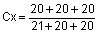 Cx = (20 + 20 + 20) / (21 + 20 + 20)